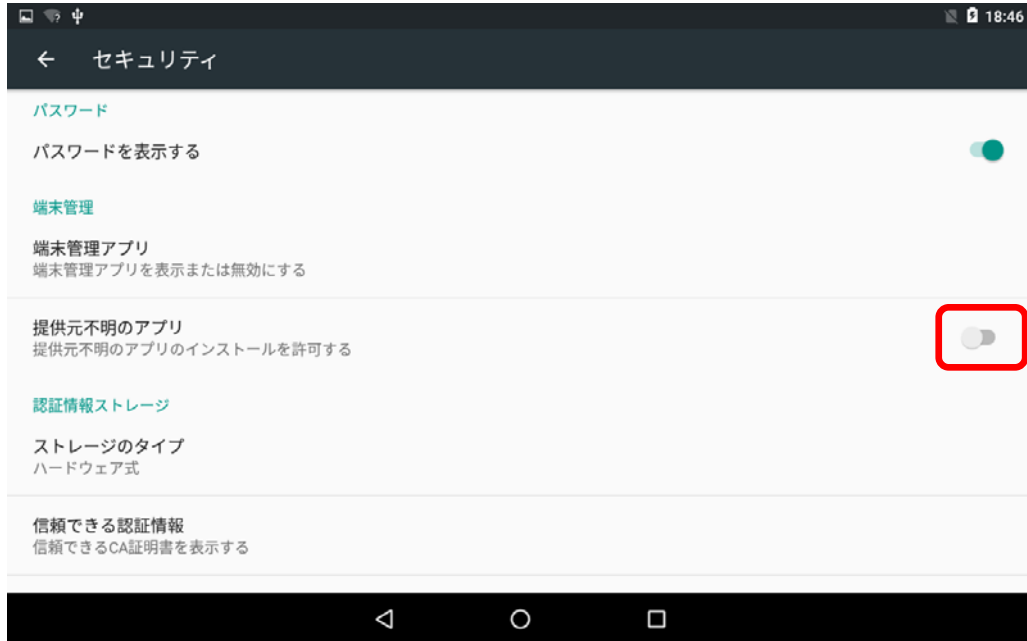 18:46
セキュリティ
パスワード
パスワードを表示する
端末管理
端末管理アプリ
端末管理アプリを表示または無効にする
提供元不明のアプリ
提供元不明のアプリのインストールを許可する
認証情報ストレージ
ストレージのタイプ
ハードウェア式
信頼できる認証情報
信頼できるCA証明書を表示する